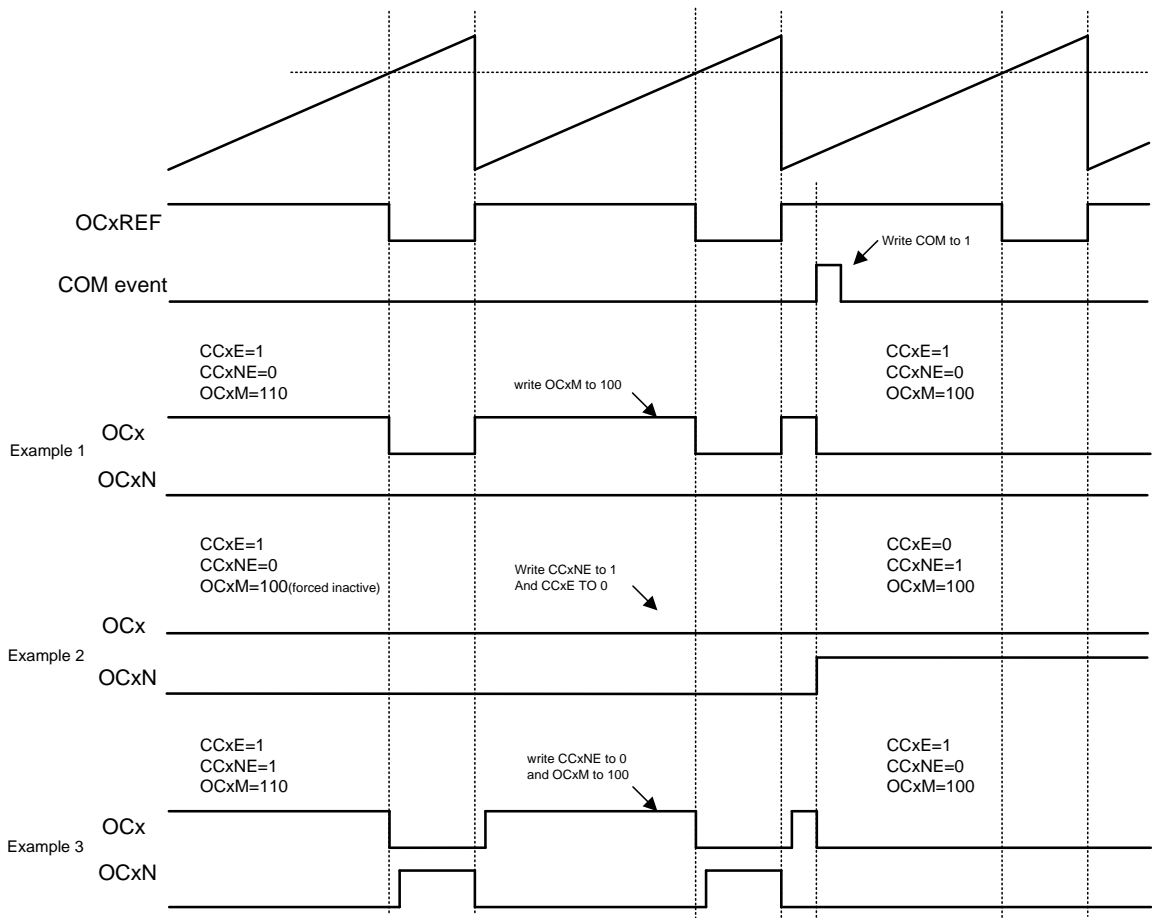 OCxREF
Write COM to 1
COM event
CCxE=1
CCxNE=0
OCxM=110
write OCxM to 100
CCxE=1
CCxNE=0
OCxM=100
OCx
Example 1
OCxN
CCxE=1
CCxNE=0
OCxM=100(forced inactive)
Write CCxNE to 1
And CCxE TO 0
CCxE=0
CCxNE=1
OCxM=100
OCx
Example 2
OCxN
CCxE=1
CCxNE=1
OCxM=110
write CCxNE to 0
and OCxM to 100
CCxE=1
CCxNE=0
OCxM=100
OCx
Example 3
OCxN